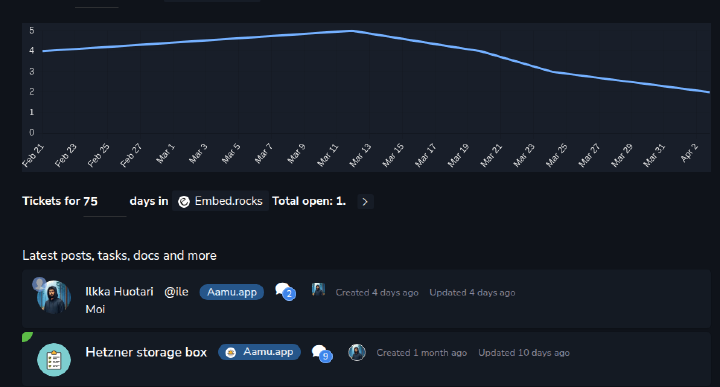 5
4
3
2
1
0
Feb 21 Feb 23 Feb 25 Feb 27 Mar 1 Mar 3 Mar 5 Mar 7 Mar 9 Mar 11 Mar 13 Mar 15 Mar 17 Mar 19 Mar 21 Mar 23 Mar 25 Mar 27 Mar 29 Mar 31 Apr 2
Tickets for 75 days in Embed.rocks Total open: 1.
Latest posts, tasks, docs and more
Ilkka Huotari @ile Aamu.app 2 Created 4 days ago Updated 4 days ago
Moi
Hetzner storage box Aamu.app 9 Created 1 month ago Updated 10 days ago